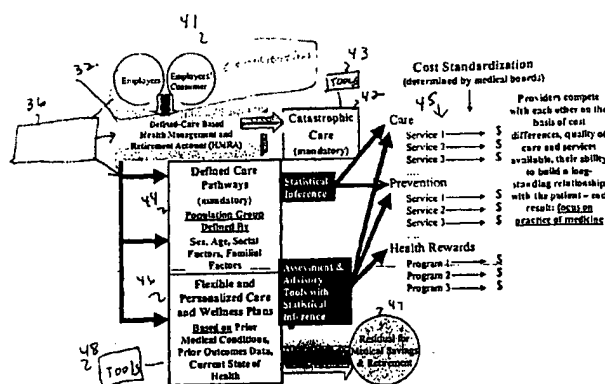 41
Employers
Employers'
Consumer
32
36
43
TOOLS
42
Defined-Care Based
Health Management and
Retirement Account (HMRA)
Catastrophic
Care
(mandatory)
Cost Standardization
(determined by medical boards)
45
Care
Service 1 $
Service 2 $
Service 3 $
...
Prevention
Service 1 $
Service 2 $
Service 3 $
...
Health Rewards
Program 1 $
Program 2 $
Program 3 $
Providers compete
with each other on the
basis of cost
differences, quality of
care and services
available, their ability
to build a long-
standing relationship
with the patient – end
result: focus on
practice of medicine
44
Defined Care
Pathways
(mandatory)
Population Group
Defined By
Sex, Age, Social
Factors, Familial
Factors
Statistical
Inference
46
Flexible and
Personalized Care
and Wellness Plans
Based on Prior
Medical Conditions,
Prior Outcomes Data,
Current State of
Health
Assessment &
Advisory
Tools with
Statistical
Inference
47
Residual for
Medical Savings
& Retirement
48
TOOLS